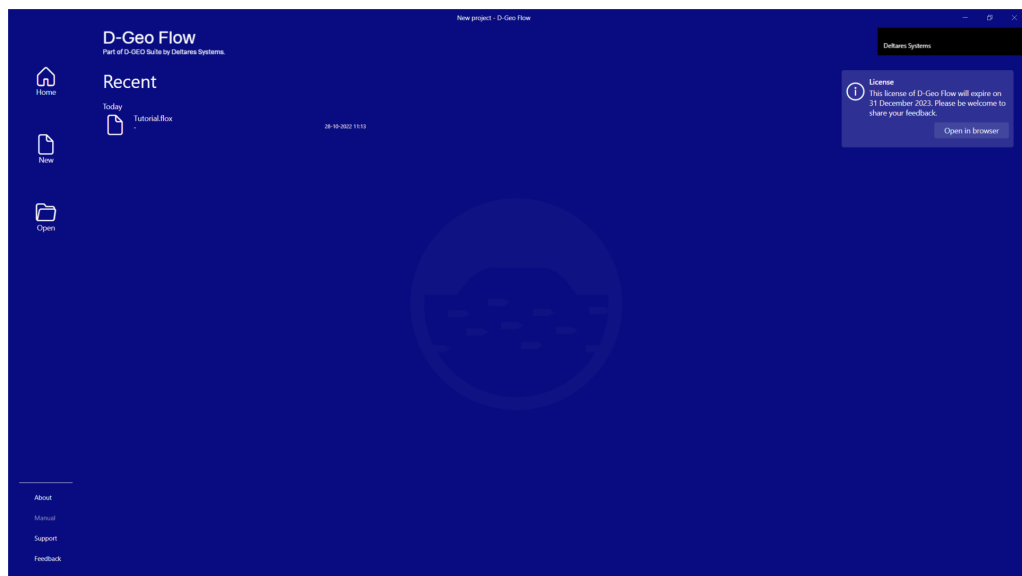 New project - D-Geo Flow
D-Geo Flow
Part of D-GEO Suite by Deltares Systems.
Deltares Systems
Home
New
Open
Recent
Today
Tutorial.flox
-
28-10-2022 11:13
License
This license of D-Geo Flow will expire on
31 December 2023. Please be welcome to
share your feedback.
Open in browser
About
Manual
Support
Feedback